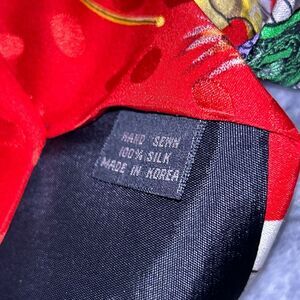 HAND SEWN
100% SILK
MADE IN KOREA